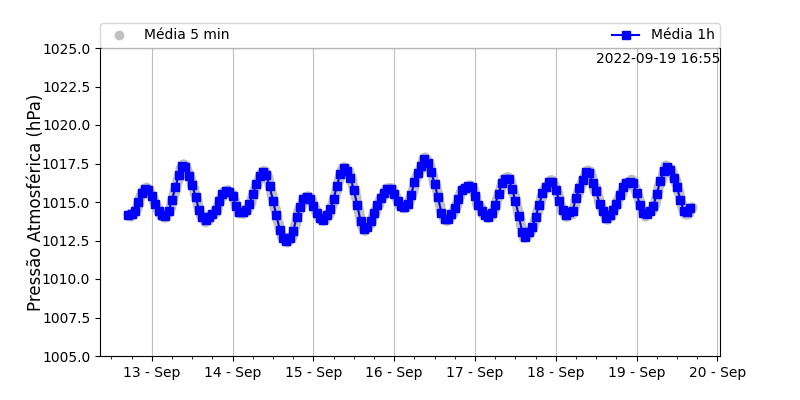 Média 5 min
Média 1h
2022-09-19 16:55
Pressão Atmosférica (hPa)
1025.0
1022.5
1020.0
1017.5
1015.0
1012.5
1010.0
1007.5
1005.0
13 - Sep
14 - Sep
15 - Sep
16 - Sep
17 - Sep
18 - Sep
19 - Sep
20 - Sep